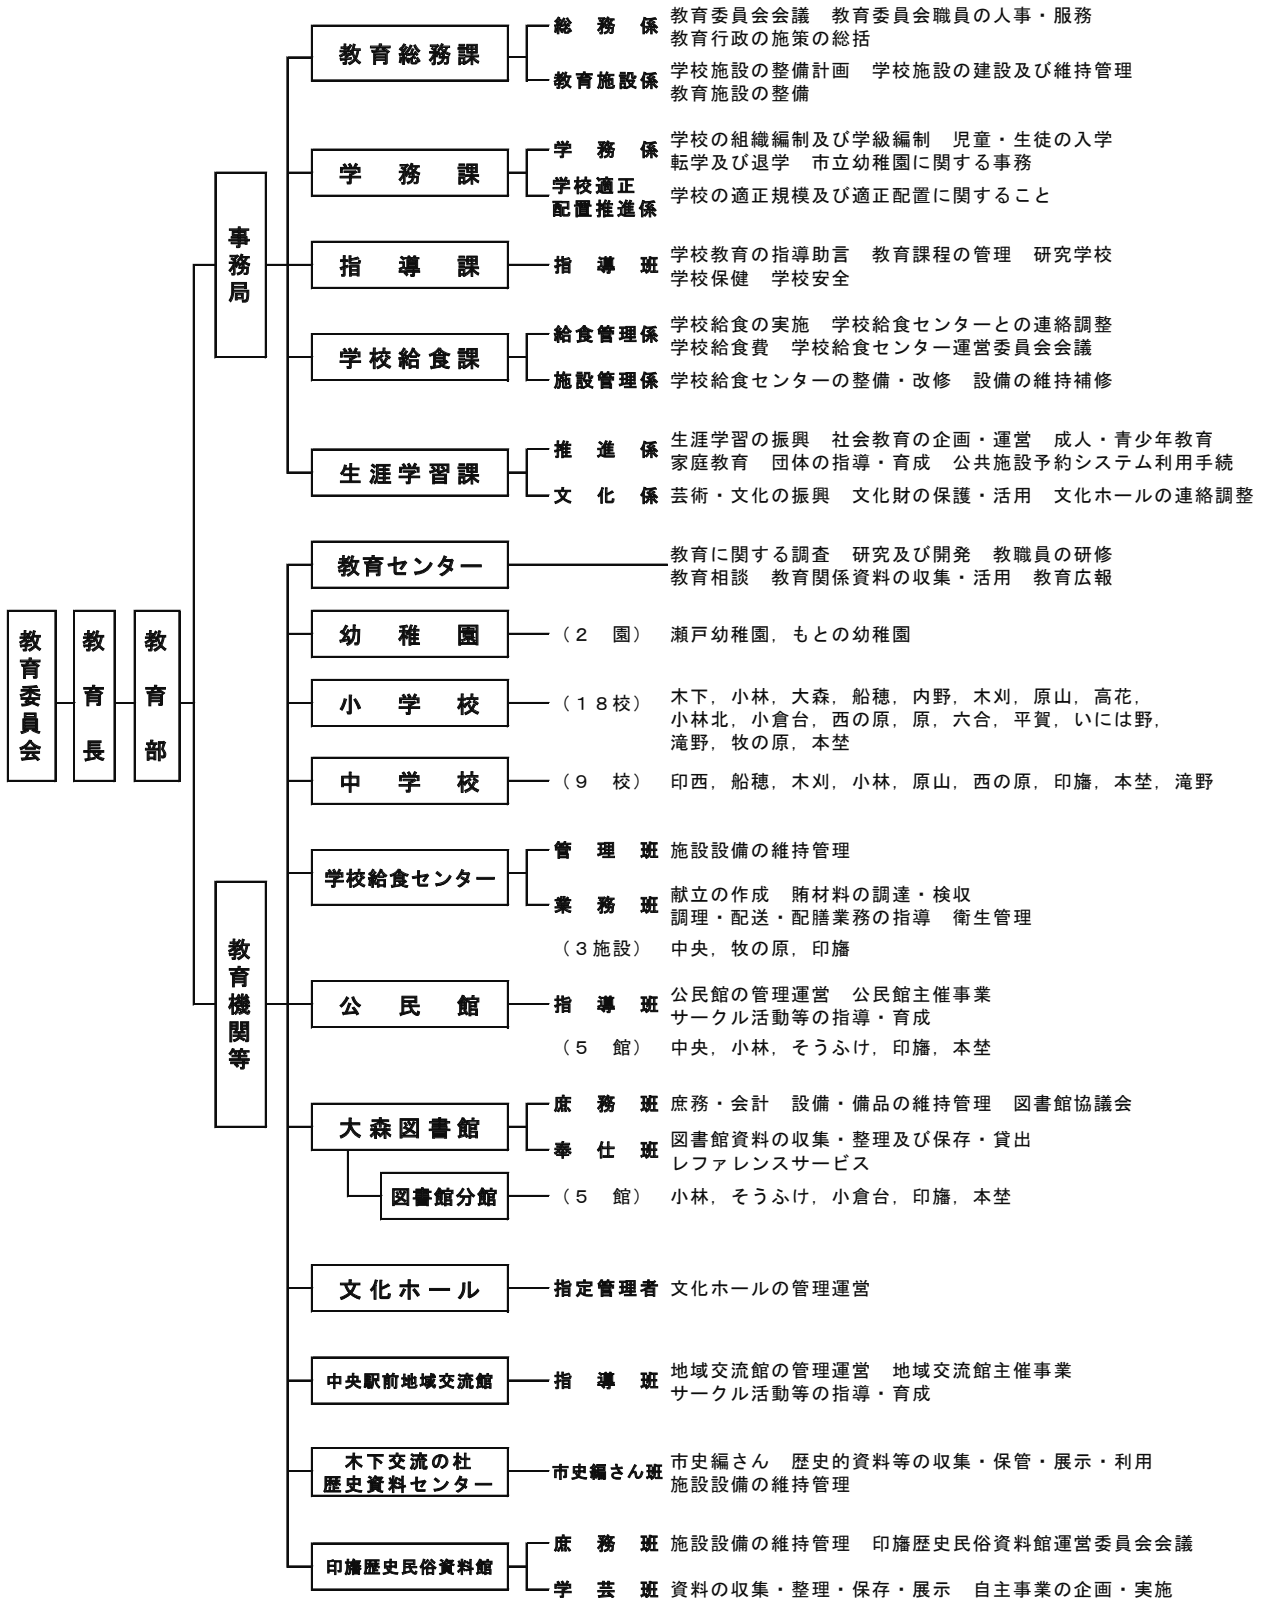 教育委員会
教育長
教育部
事務局
教育総務課
総務係 教育委員会会議 教育委員会職員の人事・服務
教育行政の施策の総括
教育施設係 学校施設の整備計画 学校施設の建設及び維持管理
教育施設の整備
学務課
学務係 学校の組織編制及び学級編制 児童・生徒の入学
転学及び退学 市立幼稚園に関する事務
学校適正
配置推進係 学校の適正規模及び適正配置に関すること
指導課
指導班 学校教育の指導助言 教育課程の管理 研究学校
学校保健 学校安全
学校給食課
給食管理係 学校給食の実施 学校給食センターとの連絡調整
学校給食費 学校給食センター運営委員会会議
施設管理係 学校給食センターの整備・改修 設備の維持補修
生涯学習課
推進係 生涯学習の振興 社会教育の企画・運営 成人・青少年教育
家庭教育 団体の指導・育成 公共施設予約システム利用手続
文化係 芸術・文化の振興 文化財の保護・活用 文化ホールの連絡調整
教育機関等
教育センター
教育に関する調査 研究及び開発 教職員の研修
教育相談 教育関係資料の収集・活用 教育広報
幼稚園 (2 園) 瀬戸幼稚園, もとの幼稚園
小学校 (18校) 木下, 小林, 大森, 船穂, 内野, 木刈, 原山, 高花,
小林北, 小倉台, 西の原, 原, 六合, 平賀, いには野,
滝野, 牧の原, 本埜
中学校 (9 校) 印西, 船穂, 木刈, 小林, 原山, 西の原, 印旛, 本埜, 滝野
学校給食センター
管理班 施設設備の維持管理
業務班 献立の作成 賄材料の調達・検収
調理・配送・配膳業務の指導 衛生管理
(3施設) 中央, 牧の原, 印旛
公民館
指導班 公民館の管理運営 公民館主催事業
サークル活動等の指導・育成
(5 館) 中央, 小林, そうふけ, 印旛, 本埜
大森図書館
庶務班 庶務・会計 設備・備品の維持管理 図書館協議会
奉仕班 図書館資料の収集・整理及び保存・貸出
レファレンスサービス
図書館分館 (5 館) 小林, そうふけ, 小倉台, 印旛, 本埜
文化ホール 指定管理者 文化ホールの管理運営
中央駅前地域交流館
指導班 地域交流館の管理運営 地域交流館主催事業
サークル活動等の指導・育成
木下交流の杜
歴史資料センター
市史編さん班 市史編さん 歴史的資料等の収集・保管・展示・利用
施設設備の維持管理
印旛歴史民俗資料館
庶務班 施設設備の維持管理 印旛歴史民俗資料館運営委員会会議
学芸班 資料の収集・整理・保存・展示 自主事業の企画・実施